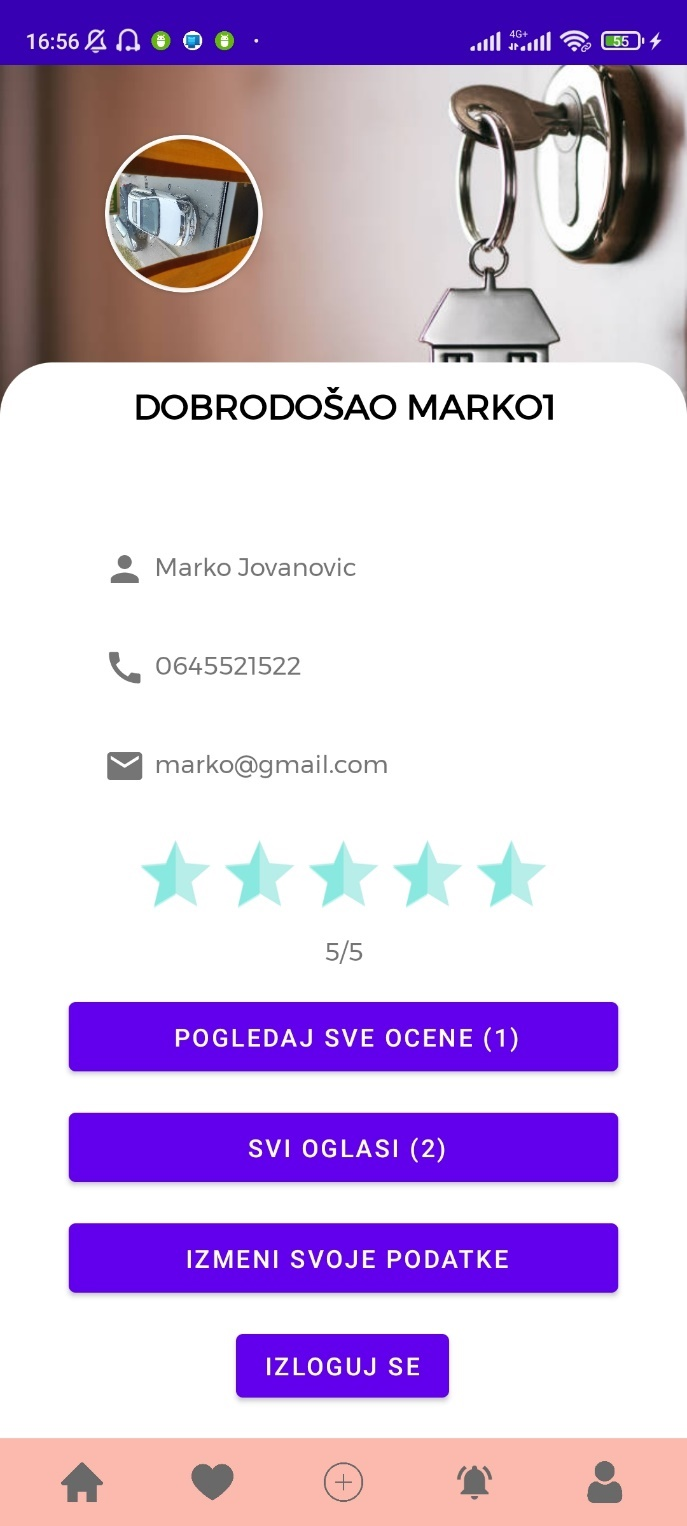 16:56
4G+
55
DOBRODOŠAO MARKO1
Marko Jovanovic
0645521522
marko@gmail.com
5/5
POGLEDAJ SVE OCENE (1)
SVI OGLASI (2)
IZMENI SVOJE PODATKE
IZLOGUJ SE